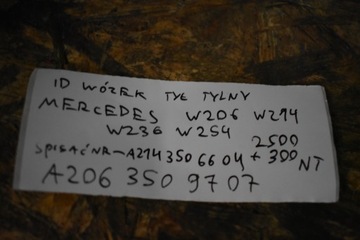 ID WÓZEK TYŁ TYLNY
MERCEDES W206 W214
W236 W254
2500
SPISAĆ NR-A214 350 66 04 + 300 NT
A206 350 97 07